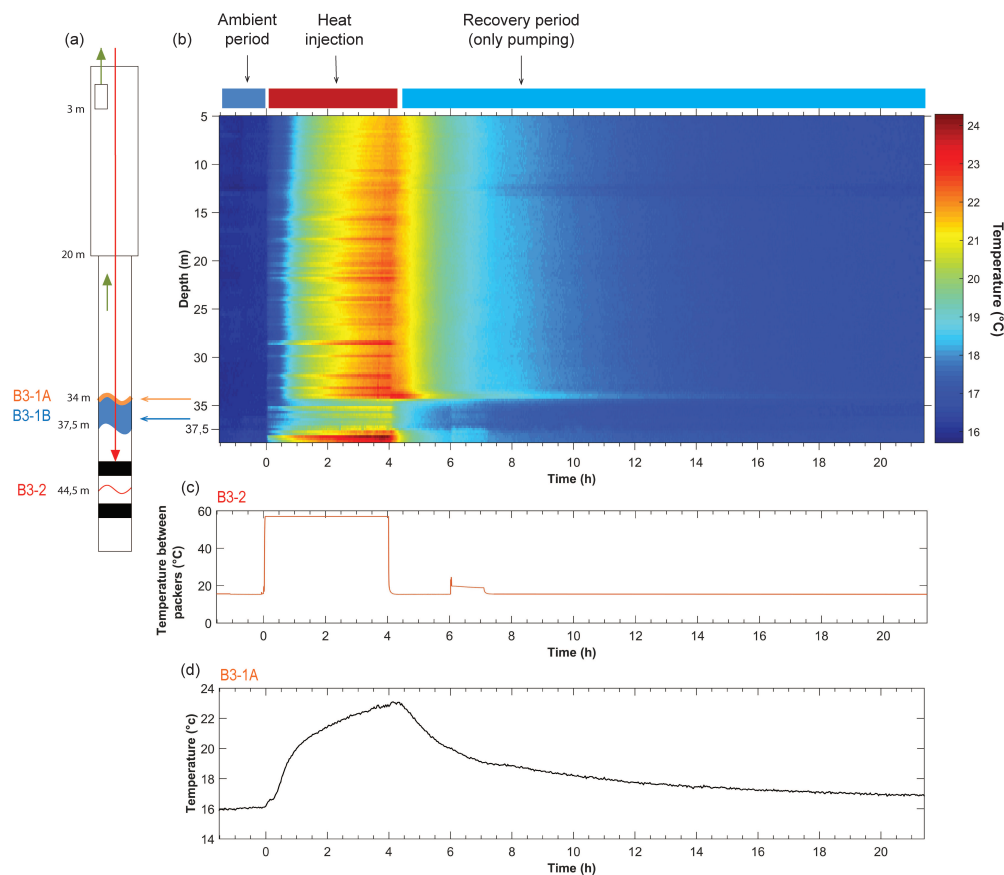 Ambient period
Heat injection
Recovery period (only pumping)
(a)
(b)
3 m
20 m
B3-1A
34 m
B3-1B
37,5 m
B3-2
44,5 m
5
10
15
20
25
30
35
37,5
Depth (m)
0
2
4
6
8
10
12
14
16
18
20
Time (h)
24
23
22
21
20
19
18
17
16
Temperature (°C)
(c)
B3-2
60
40
20
0
Temperature between packers (°C)
0
2
4
6
8
10
12
14
16
18
20
Time (h)
(d)
B3-1A
24
22
20
18
16
14
Temperature (°c)
0
2
4
6
8
10
12
14
16
18
20
Time (h)